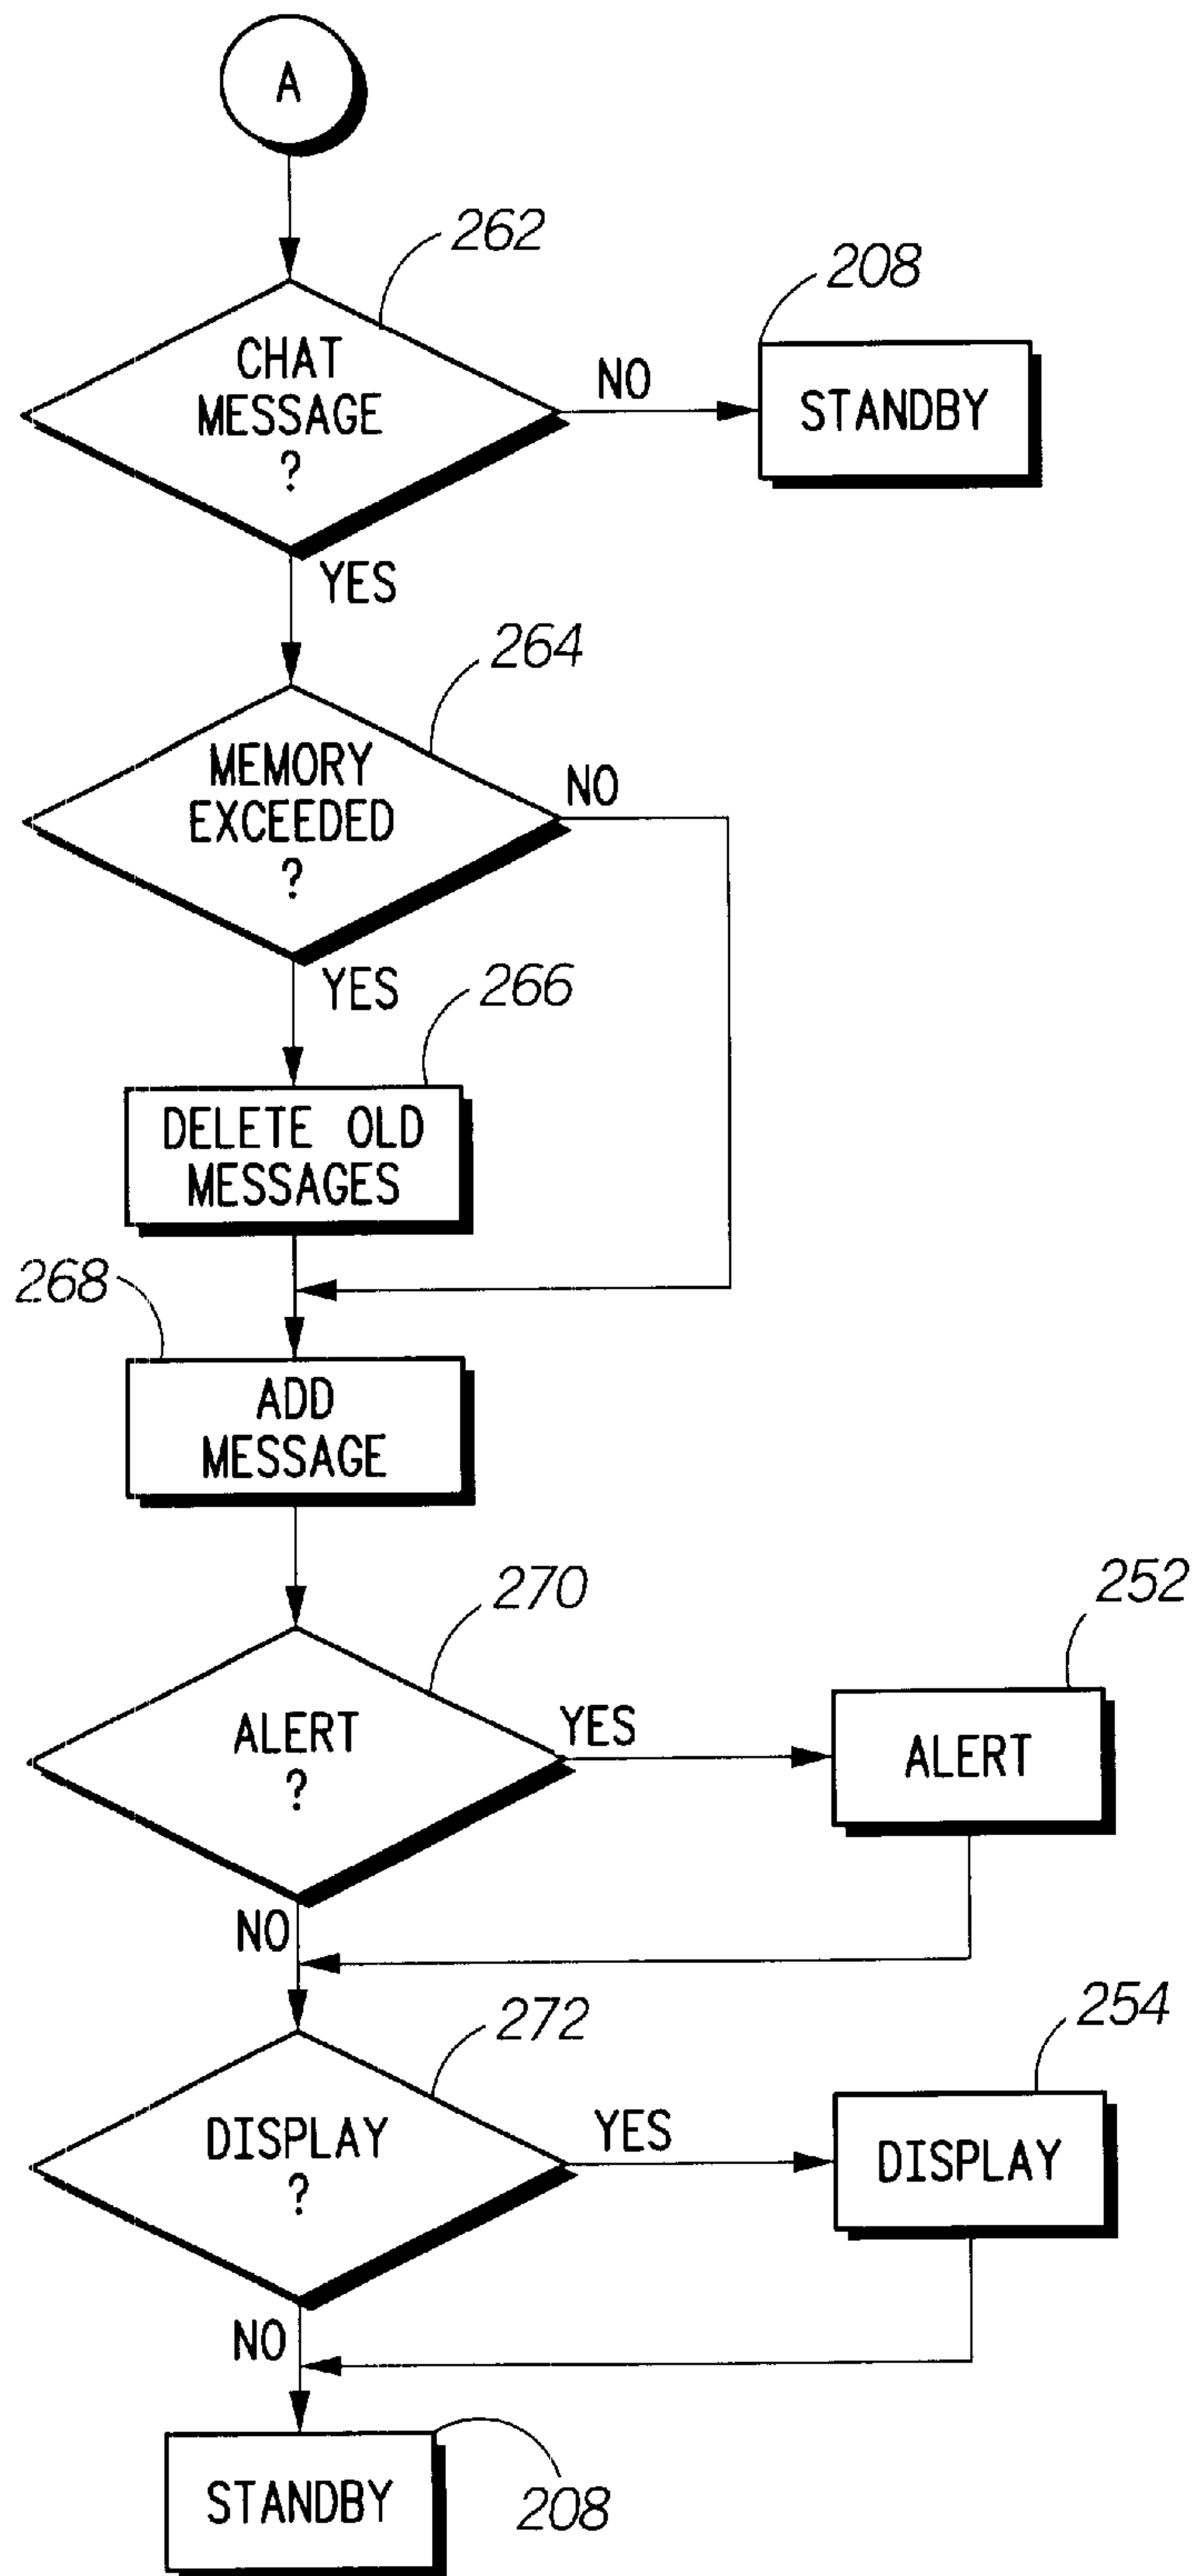 A
262
CHAT
MESSAGE
?
NO
208
STANDBY
YES
264
MEMORY
EXCEEDED
?
NO
YES
266
DELETE OLD
MESSAGES
268
ADD
MESSAGE
270
ALERT
?
YES
252
ALERT
NO
272
DISPLAY
?
YES
254
DISPLAY
NO
STANDBY
208